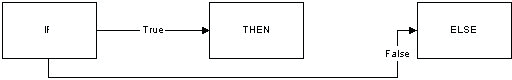 IF
True
THEN
False
ELSE